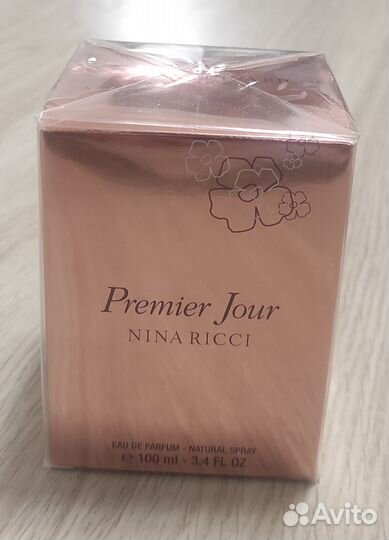 Premier Jour
NINA RICCI
EAU DE PARFUM - NATURAL SPRAY
℮ 100 ml - 3.4 FL OZ
Avito